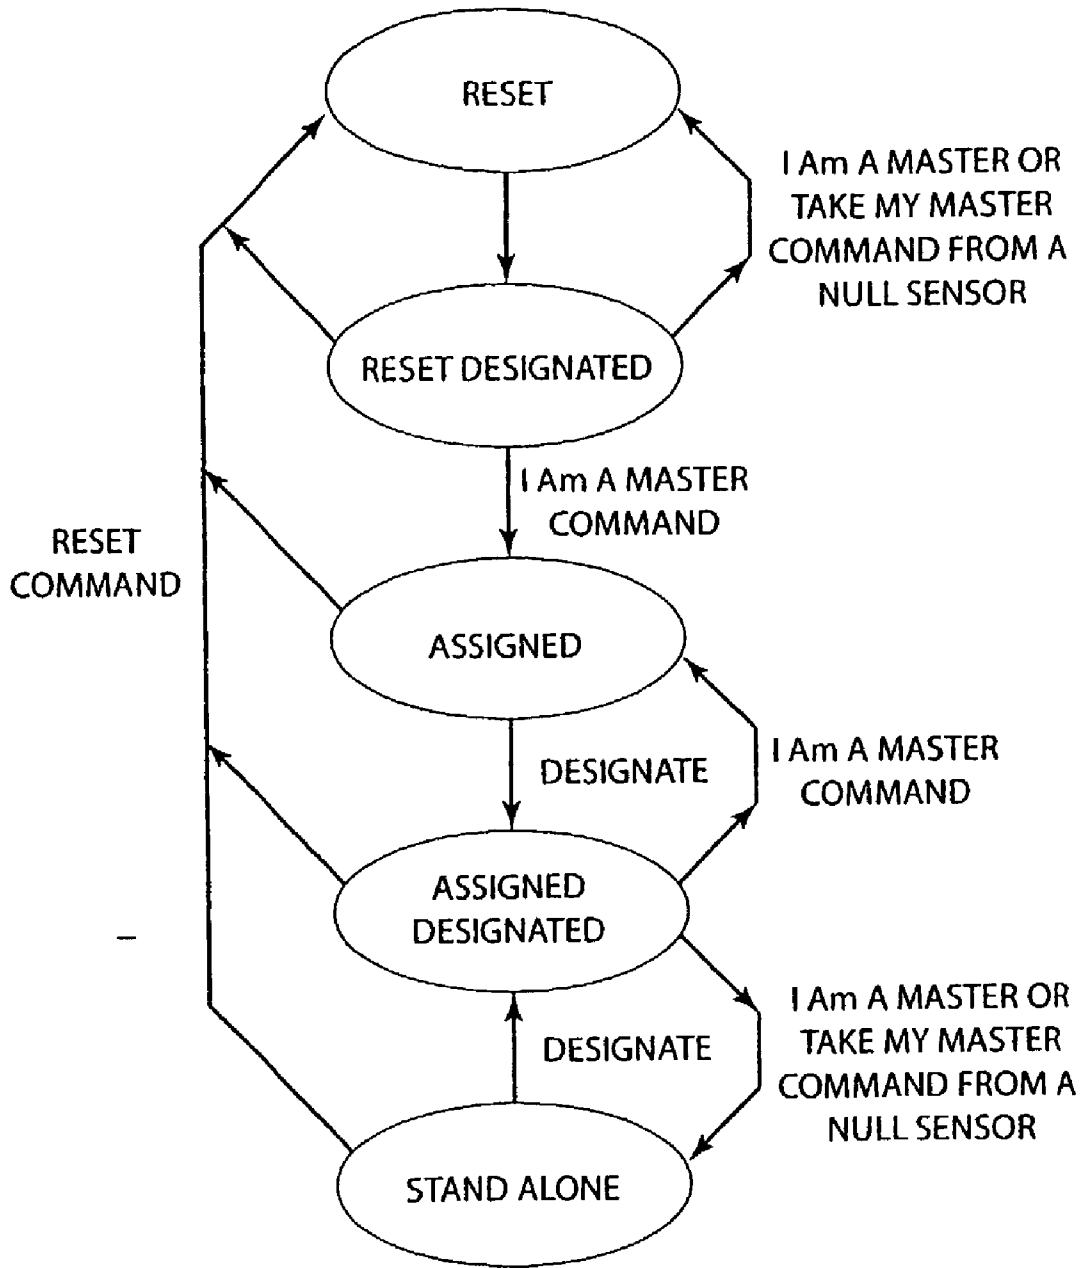 RESET
I Am A MASTER OR
TAKE MY MASTER
COMMAND FROM A
NULL SENSOR
RESET DESIGNATED
I Am A MASTER
COMMAND
RESET
COMMAND
ASSIGNED
DESIGNATE
I Am A MASTER
COMMAND
ASSIGNED
DESIGNATED
I Am A MASTER OR
TAKE MY MASTER
COMMAND FROM A
NULL SENSOR
DESIGNATE
STAND ALONE